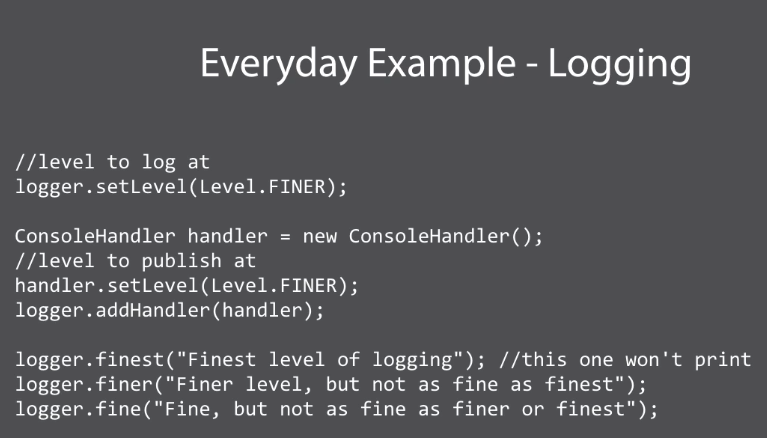 Everyday Example - Logging
//level to log at
logger.setLevel(Level.FINER);
ConsoleHandler handler = new ConsoleHandler();
//level to publish at
handler.setLevel(Level.FINER);
logger.addHandler(handler);
logger.finest("Finest level of logging"); //this one won't print
logger.finer("Finer level, but not as fine as finest");
logger.fine("Fine, but not as fine as finer or finest");